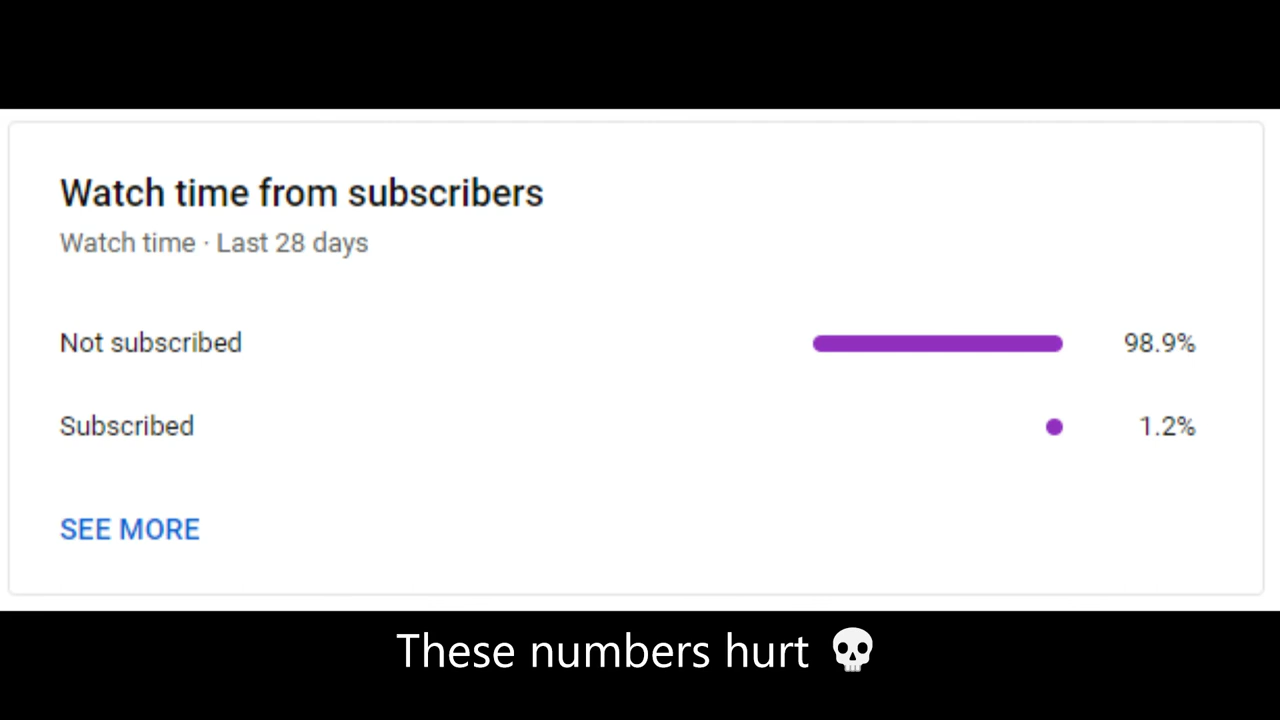 Watch time from subscribers
Watch time · Last 28 days
Not subscribed 98.9%
Subscribed 1.2%
SEE MORE
These numbers hurt 💀